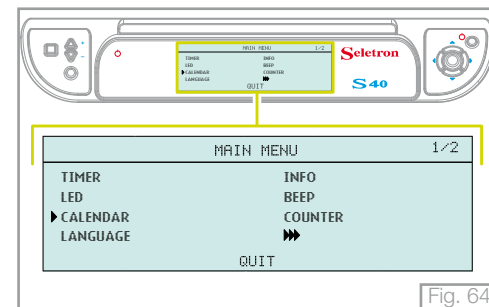 MAIN MENU 1/2
TIMER INFO
LED BEEP
CALENDAR COUNTER
LANGUAGE
QUIT
Seletron
S40
MAIN MENU 1/2
TIMER INFO
LED BEEP
CALENDAR COUNTER
LANGUAGE
QUIT
Fig. 64